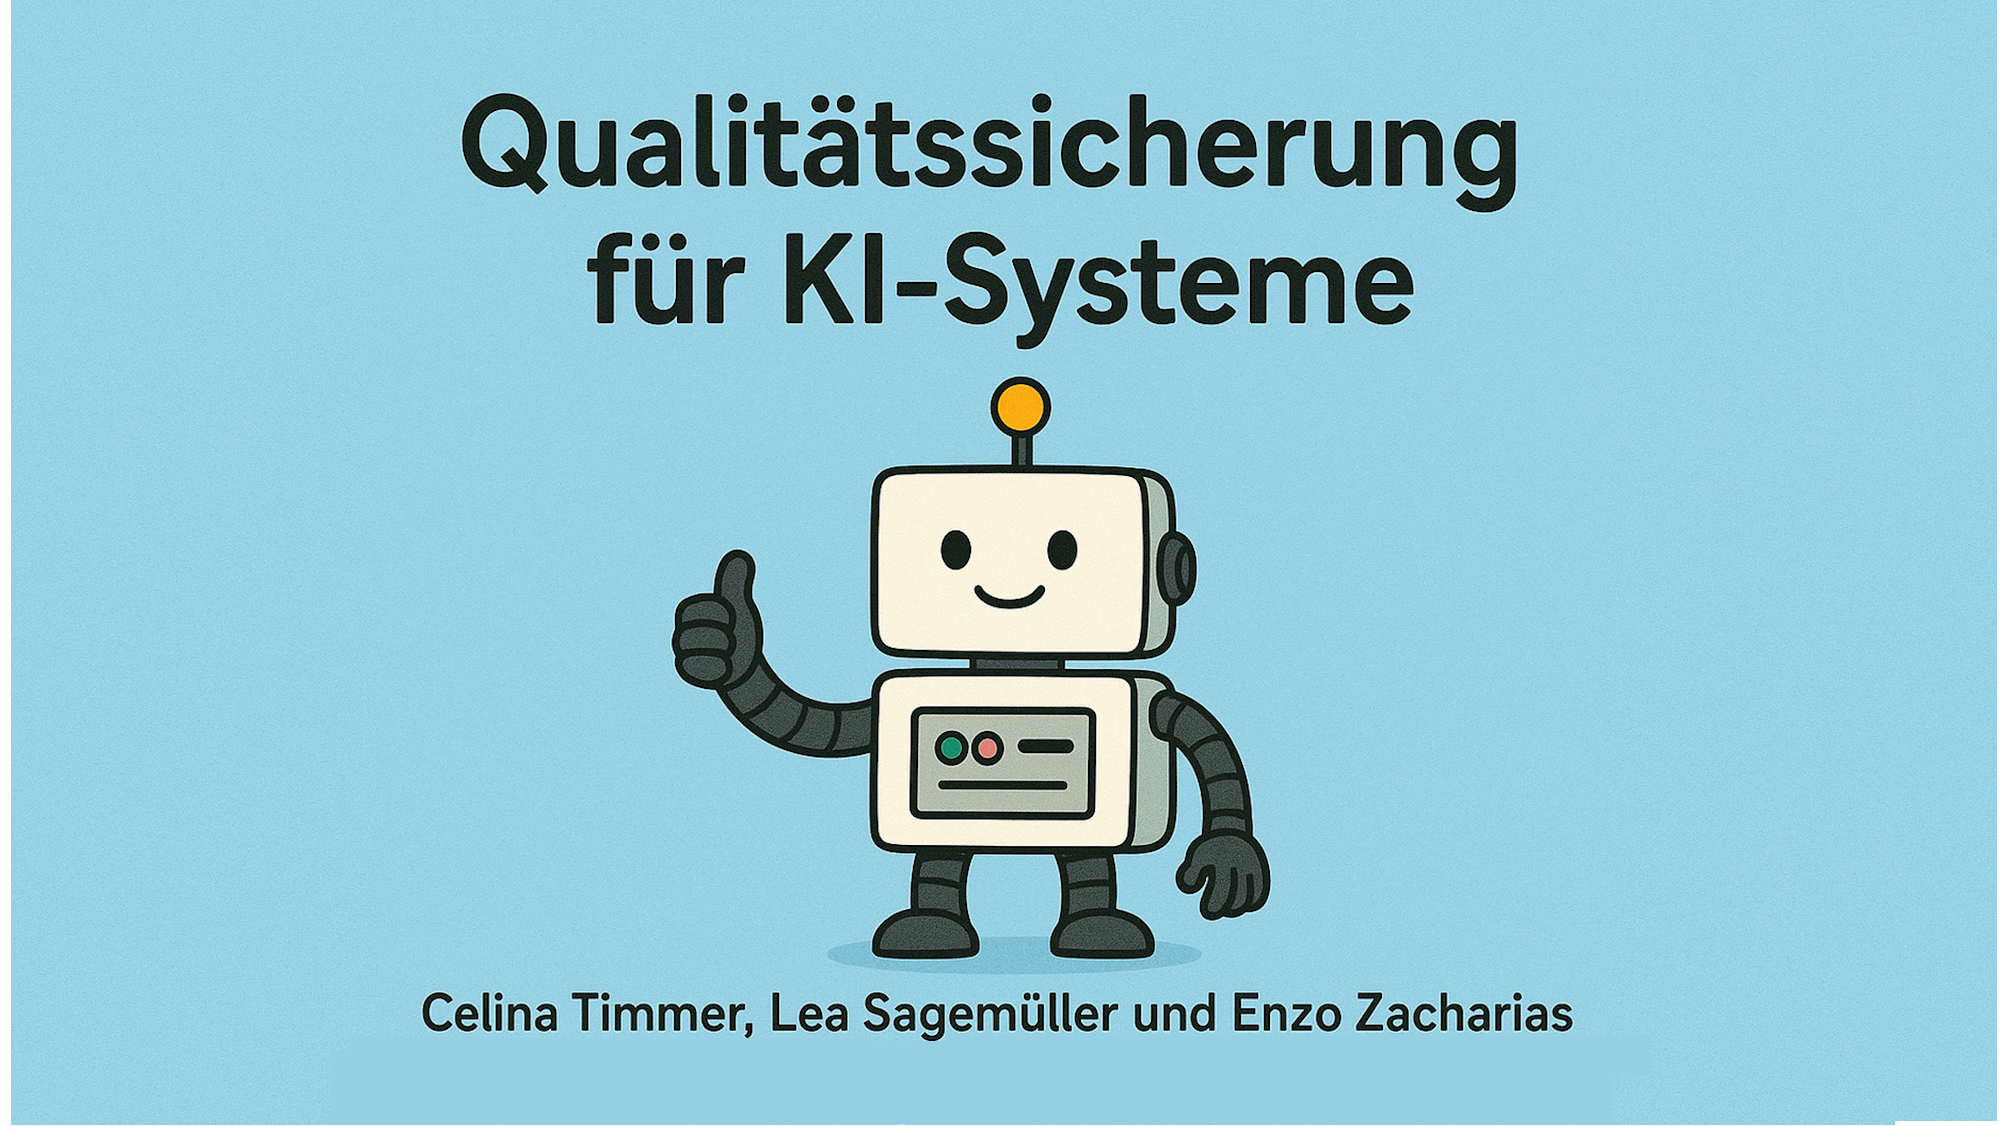 Qualitätssicherung
für KI-Systeme
Celina Timmer, Lea Sagemüller und Enzo Zacharias